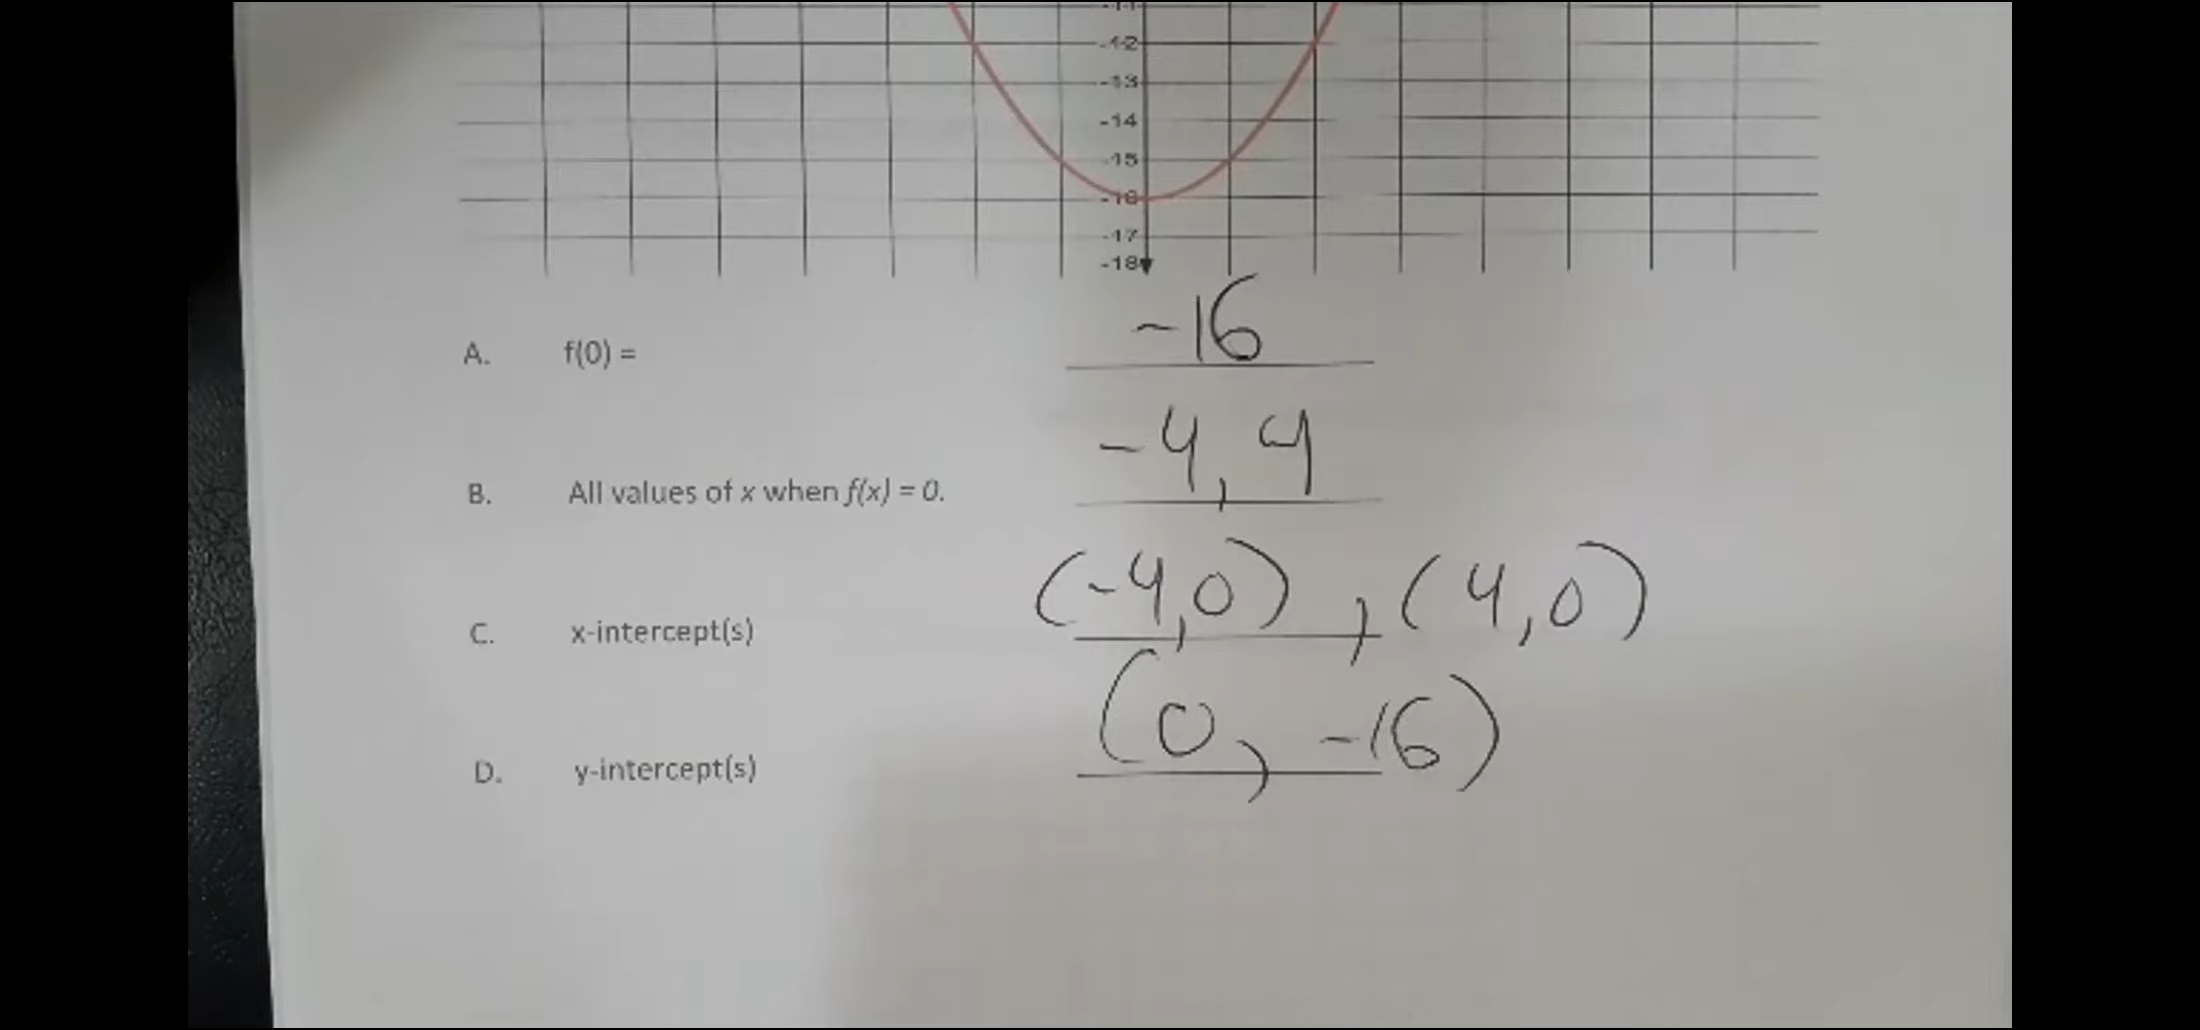 -11
-12
-13
-14
-15
-16
-17
-18
A. f(0) = -16
B. All values of x when f(x) = 0. -4, 4
C. x-intercept(s) (-4,0) , (4,0)
D. y-intercept(s) (0, -16)